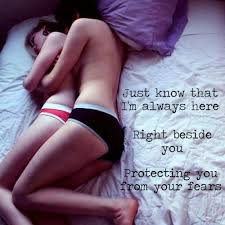 Just know that
I'm always here
Right beside
you
Protecting you
from your fears